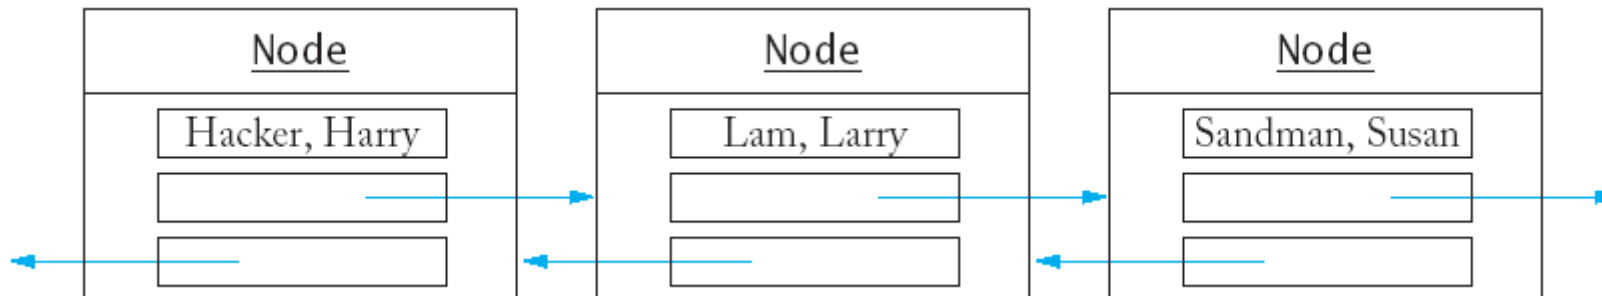 Node
Hacker, Harry
Node
Lam, Larry
Node
Sandman, Susan